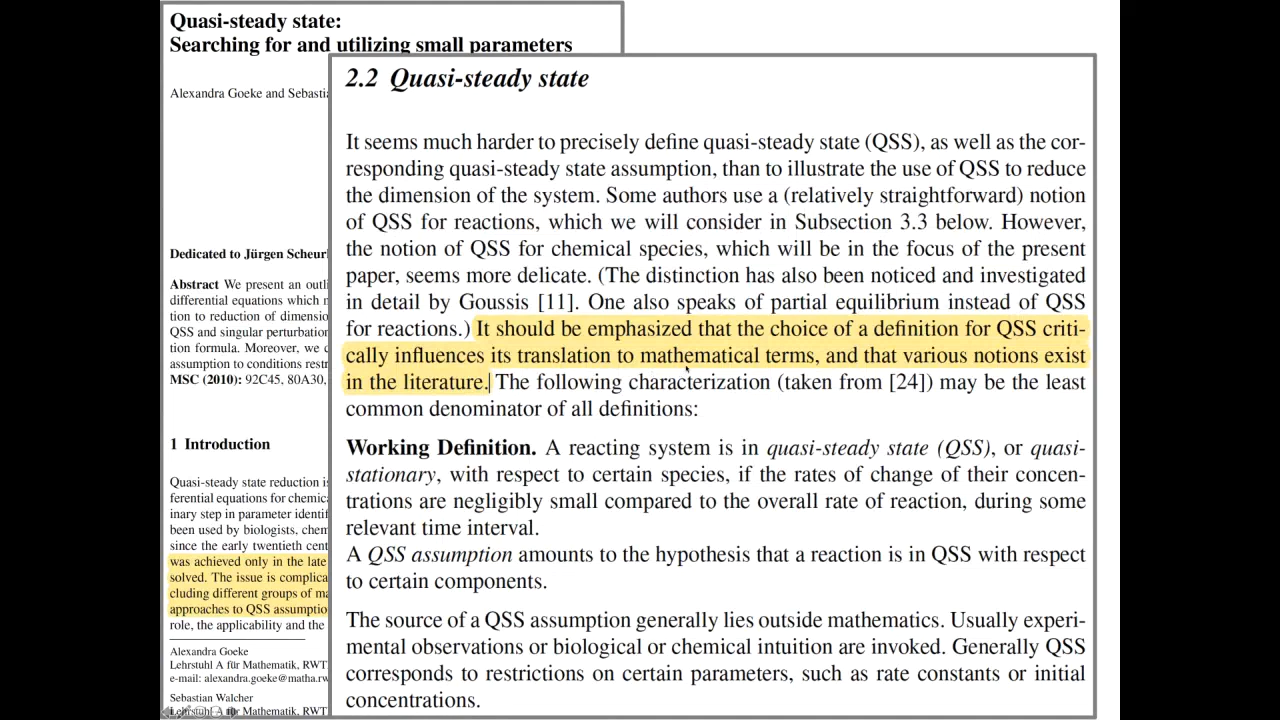 Quasi-steady state:
Searching for and utilizing small parameters
Alexandra Goeke and Sebastia
Dedicated to Jürgen Scheurl
Abstract We present an outl
differential equations which m
tion to reduction of dimensio
QSS and singular perturbation
tion formula. Moreover, we c
assumption to conditions restr
MSC (2010): 92C45, 80A30,
1 Introduction
Quasi-steady state reduction is
ferential equations for chemica
inary step in parameter identif
been used by biologists, chem
since the early twentieth cent
was achieved only in the late
solved. The issue is complica
cluding different groups of ma
approaches to QSS assumptio
role, the applicability and the
Alexandra Goeke
Lehrstuhl A für Mathematik, RWT
e-mail: alexandra.goeke@matha.rw
Sebastian Walcher
Lehrstuhl A für Mathematik, RWT
2.2 Quasi-steady state
It seems much harder to precisely define quasi-steady state (QSS), as well as the cor-
responding quasi-steady state assumption, than to illustrate the use of QSS to reduce
the dimension of the system. Some authors use a (relatively straightforward) notion
of QSS for reactions, which we will consider in Subsection 3.3 below. However,
the notion of QSS for chemical species, which will be in the focus of the present
paper, seems more delicate. (The distinction has also been noticed and investigated
in detail by Goussis [11]. One also speaks of partial equilibrium instead of QSS
for reactions.) It should be emphasized that the choice of a definition for QSS criti-
cally influences its translation to mathematical terms, and that various notions exist
in the literature. The following characterization (taken from [24]) may be the least
common denominator of all definitions:
Working Definition. A reacting system is in quasi-steady state (QSS), or quasi-
stationary, with respect to certain species, if the rates of change of their concen-
trations are negligibly small compared to the overall rate of reaction, during some
relevant time interval.
A QSS assumption amounts to the hypothesis that a reaction is in QSS with respect
to certain components.
The source of a QSS assumption generally lies outside mathematics. Usually experi-
mental observations or biological or chemical intuition are invoked. Generally QSS
corresponds to restrictions on certain parameters, such as rate constants or initial
concentrations.